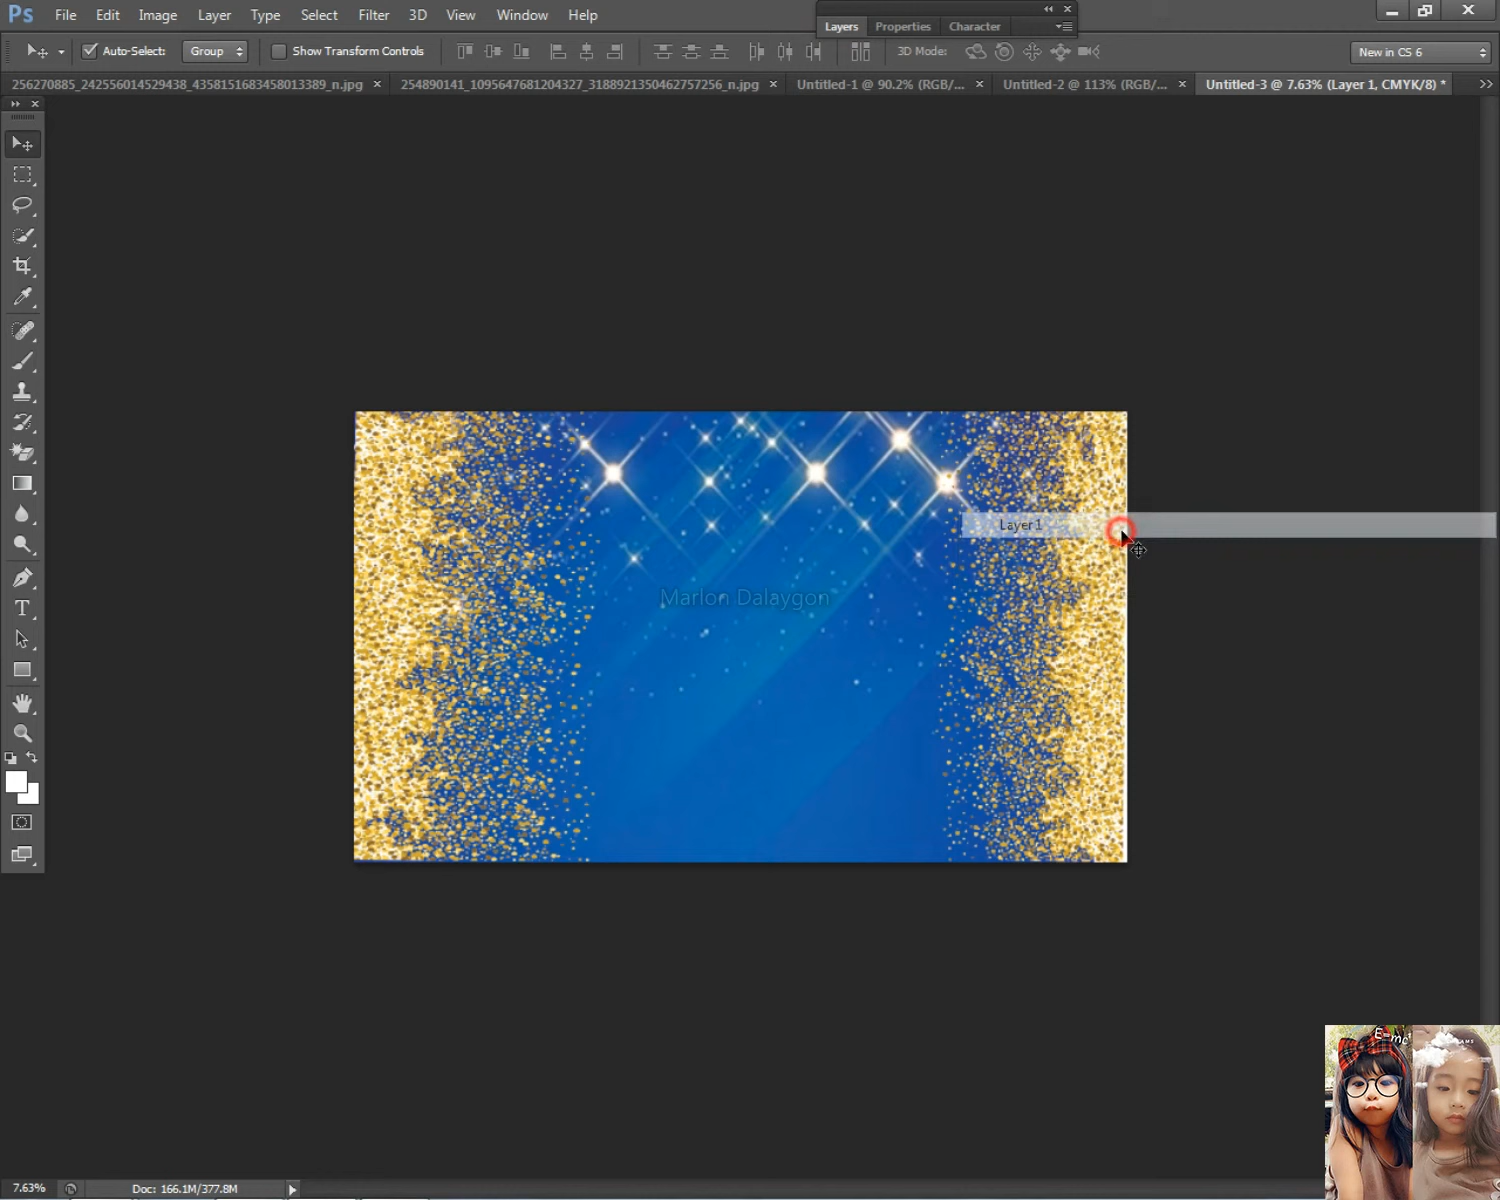 Ps File Edit Image Layer Type Select Filter 3D View Window Help
Layers Properties Character
Auto-Select: Group Show Transform Controls 3D Mode: New in CS 6
256270885_242556014529438_4358151683458013389_n.jpg × 254890141_1095647681204327_3188921350462757256_n.jpg × Untitled-1 @ 90.2% (RGB/... × Untitled-2 @ 113% (RGB/... × Untitled-3 @ 7.63% (Layer 1, CMYK/8) * ×
Layer 1
Marlon Dalaygon
T
E=mc²
7.63% Doc: 166.1M/377.8M